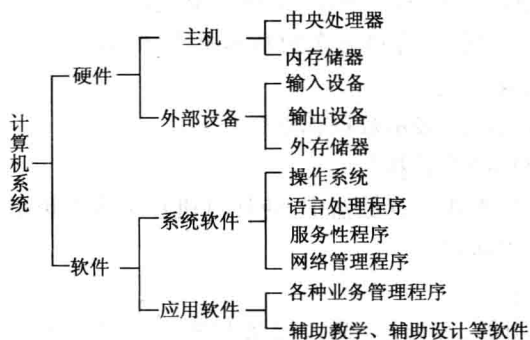 计算机系统
硬件
主机
中央处理器
内存储器
外部设备
输入设备
输出设备
外存储器
软件
系统软件
操作系统
语言处理程序
服务性程序
网络管理程序
应用软件
各种业务管理程序
辅助教学、辅助设计等软件